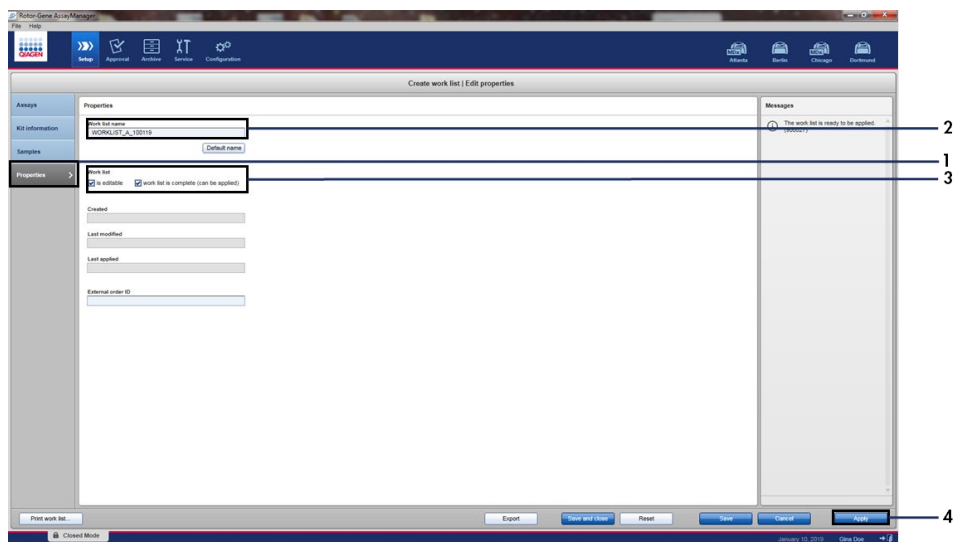 Rotor-Gene AssayManager
File Help
QIAGEN
Setup Approval Archive Service Configuration
NEW Atlanta Berlin NEW Chicago Dortmund
Create work list | Edit properties
Assays
Kit information
Samples
Properties
Properties
Work list name
WORKLIST_A_100119
Default name
Work list
is editable work list is complete (can be applied)
Created
Last modified
Last applied
External order ID
Messages
The work list is ready to be applied.
2
1
3
4
Print work list... Export Save and close Reset Save Cancel Apply
Closed Mode January 10, 2019 Gina Doe